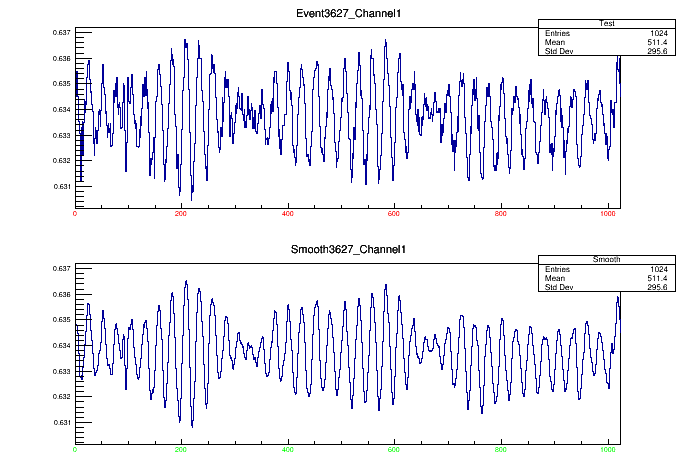 Event3627_Channel1
Test
Entries 1024
Mean 511.4
Std Dev 295.6
0.637
0.636
0.635
0.634
0.633
0.632
0.631
0 200 400 600 800 1000
Smooth3627_Channel1
Smooth
Entries 1024
Mean 511.4
Std Dev 295.6
0.637
0.636
0.635
0.634
0.633
0.632
0.631
0 200 400 600 800 1000